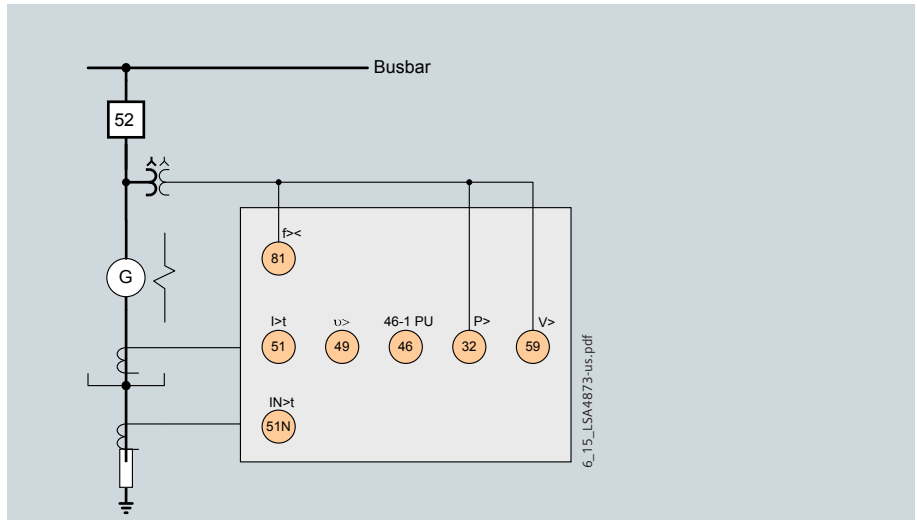 Busbar
52
f><
81
G
I>t
υ>
46-1 PU
P>
V>
51
49
46
32
59
IN>t
51N
6_15_LSA4873-us.pdf